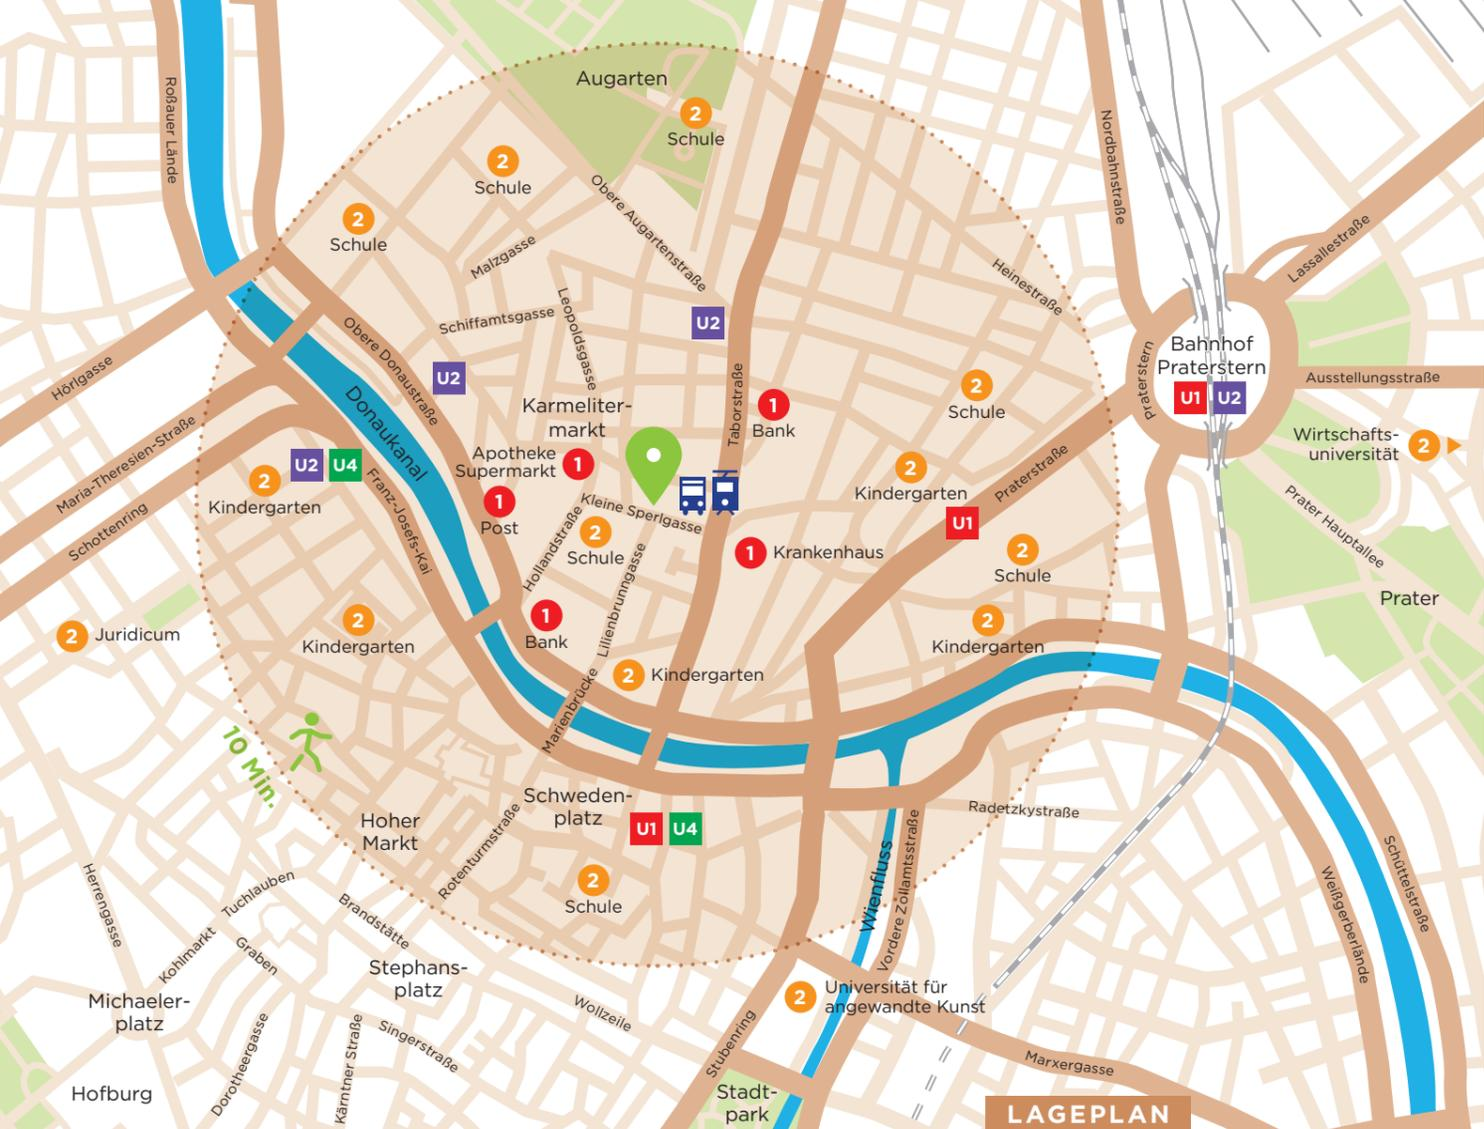 Roßauer Lände
Augarten
2
Schule
2
Schule
2
Schule
Obere Augartenstraße
Malzgasse
Nordbahnstraße
Lassallestraße
Heinestraße
Leopoldsgasse
Schiffamtsgasse
U2
Obere Donaustraße
U2
Hörlgasse
Bahnhof
Praterstern
U1
U2
Praterstern
Ausstellungsstraße
Donaukanal
Karmeliter-
markt
Taborstraße
1
Bank
2
Schule
Wirtschafts-
universität
2
Maria-Theresien-Straße
Schottenring
U2
U4
2
Kindergarten
Franz-Josefs-Kai
Apotheke
Supermarkt
1
1
Post
Kleine Sperlgasse
Hollandstraße
2
Schule
2
Kindergarten
Praterstraße
U1
Prater Hauptallee
1
Krankenhaus
2
Schule
Prater
2
Juridicum
2
Kindergarten
1
Bank
Lilienbrunngasse
2
Kindergarten
2
Kindergarten
Marienbrücke
10 Min.
Hoher
Markt
Schweden-
platz
U1
U4
Rotenturmstraße
Radetzkystraße
Wienfluss
Vordere Zollamtsstraße
Schüttelstraße
Weißgerberlände
2
Schule
Herrengasse
Tuchlauben
Brandstätte
Kohlmarkt
Graben
Stephans-
platz
Michaeler-
platz
Wollzeile
2
Universität für
angewandte Kunst
Singerstraße
Kärntner Straße
Dorotheergasse
Hofburg
Stubenring
Stadt-
park
Marxergasse
LAGEPLAN